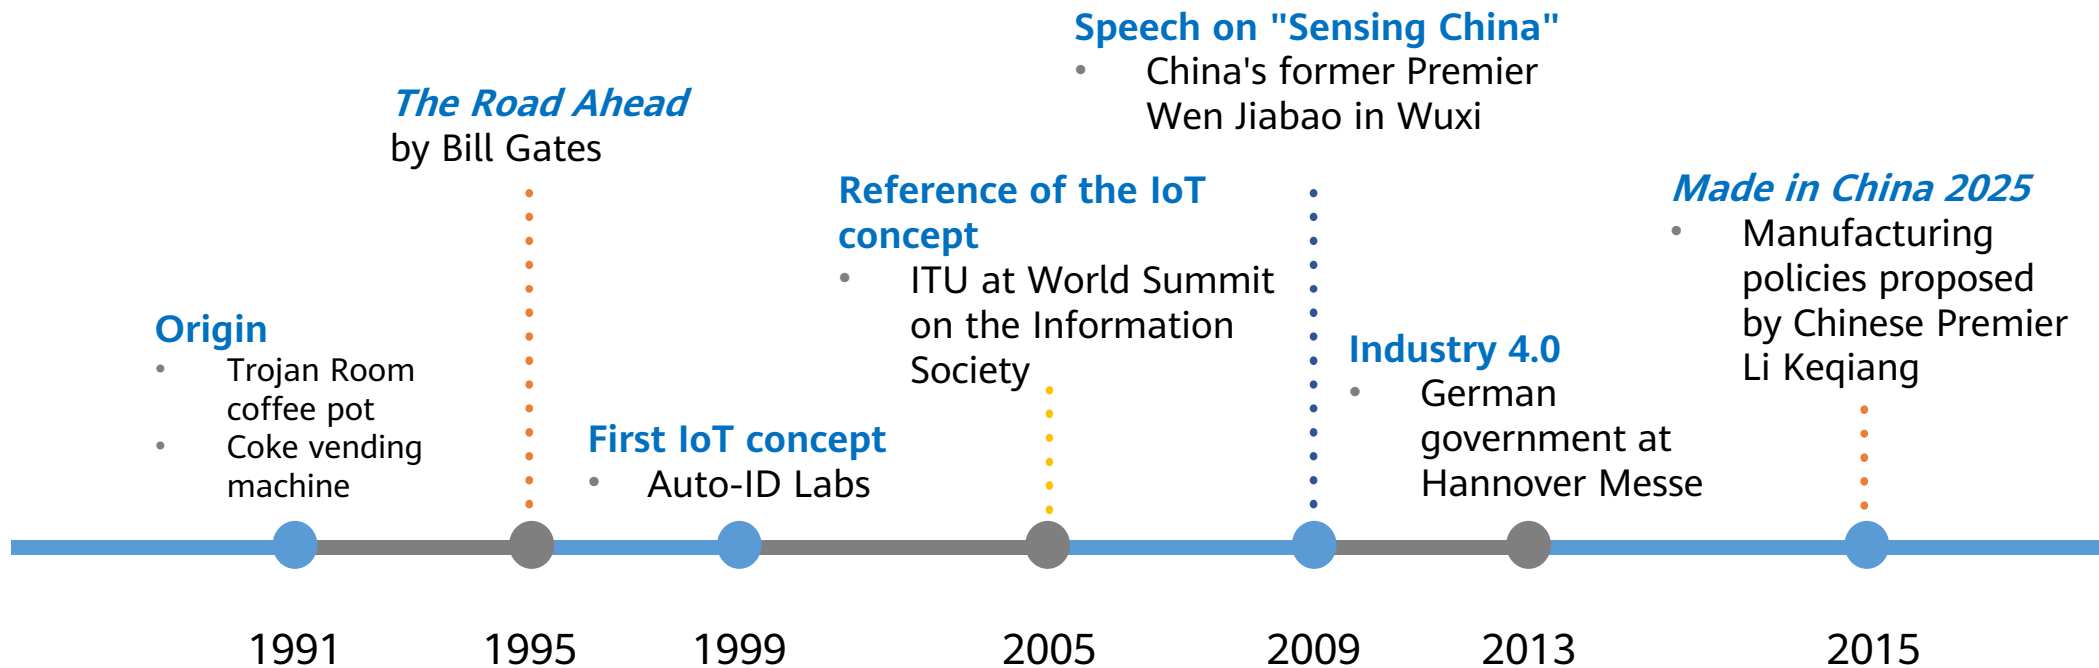 Speech on "Sensing China"
• China's former Premier
Wen Jiabao in Wuxi
The Road Ahead
by Bill Gates
Reference of the IoT
concept
• ITU at World Summit
on the Information
Society
Made in China 2025
• Manufacturing
policies proposed
by Chinese Premier
Li Keqiang
Origin
• Trojan Room
coffee pot
• Coke vending
machine
Industry 4.0
• German
government at
Hannover Messe
First IoT concept
• Auto-ID Labs
1991
1995
1999
2005
2009
2013
2015